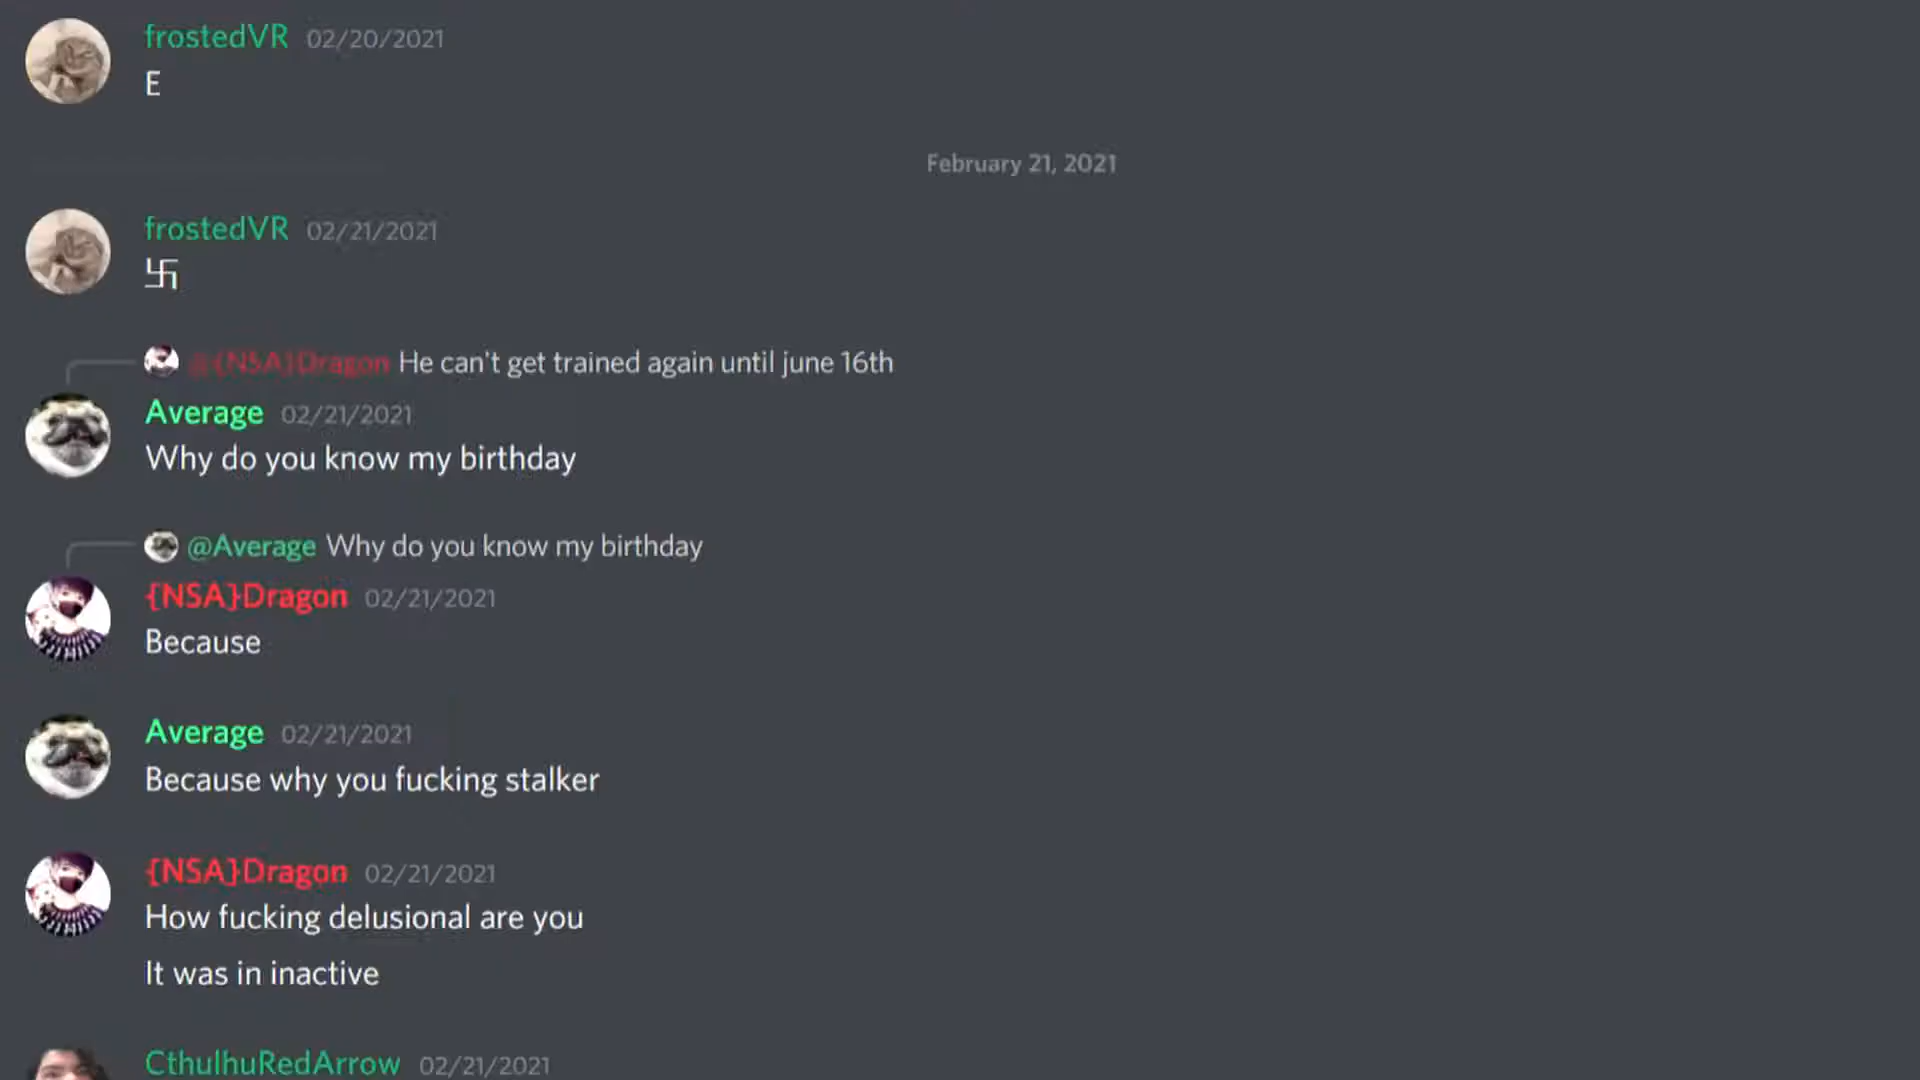 frostedVR 02/20/2021
E
February 21, 2021
frostedVR 02/21/2021
卐
@{NSA}Dragon He can't get trained again until june 16th
Average 02/21/2021
Why do you know my birthday
@Average Why do you know my birthday
{NSA}Dragon 02/21/2021
Because
Average 02/21/2021
Because why you fucking stalker
{NSA}Dragon 02/21/2021
How fucking delusional are you
It was in inactive
CthulhuRedArrow 02/21/2021